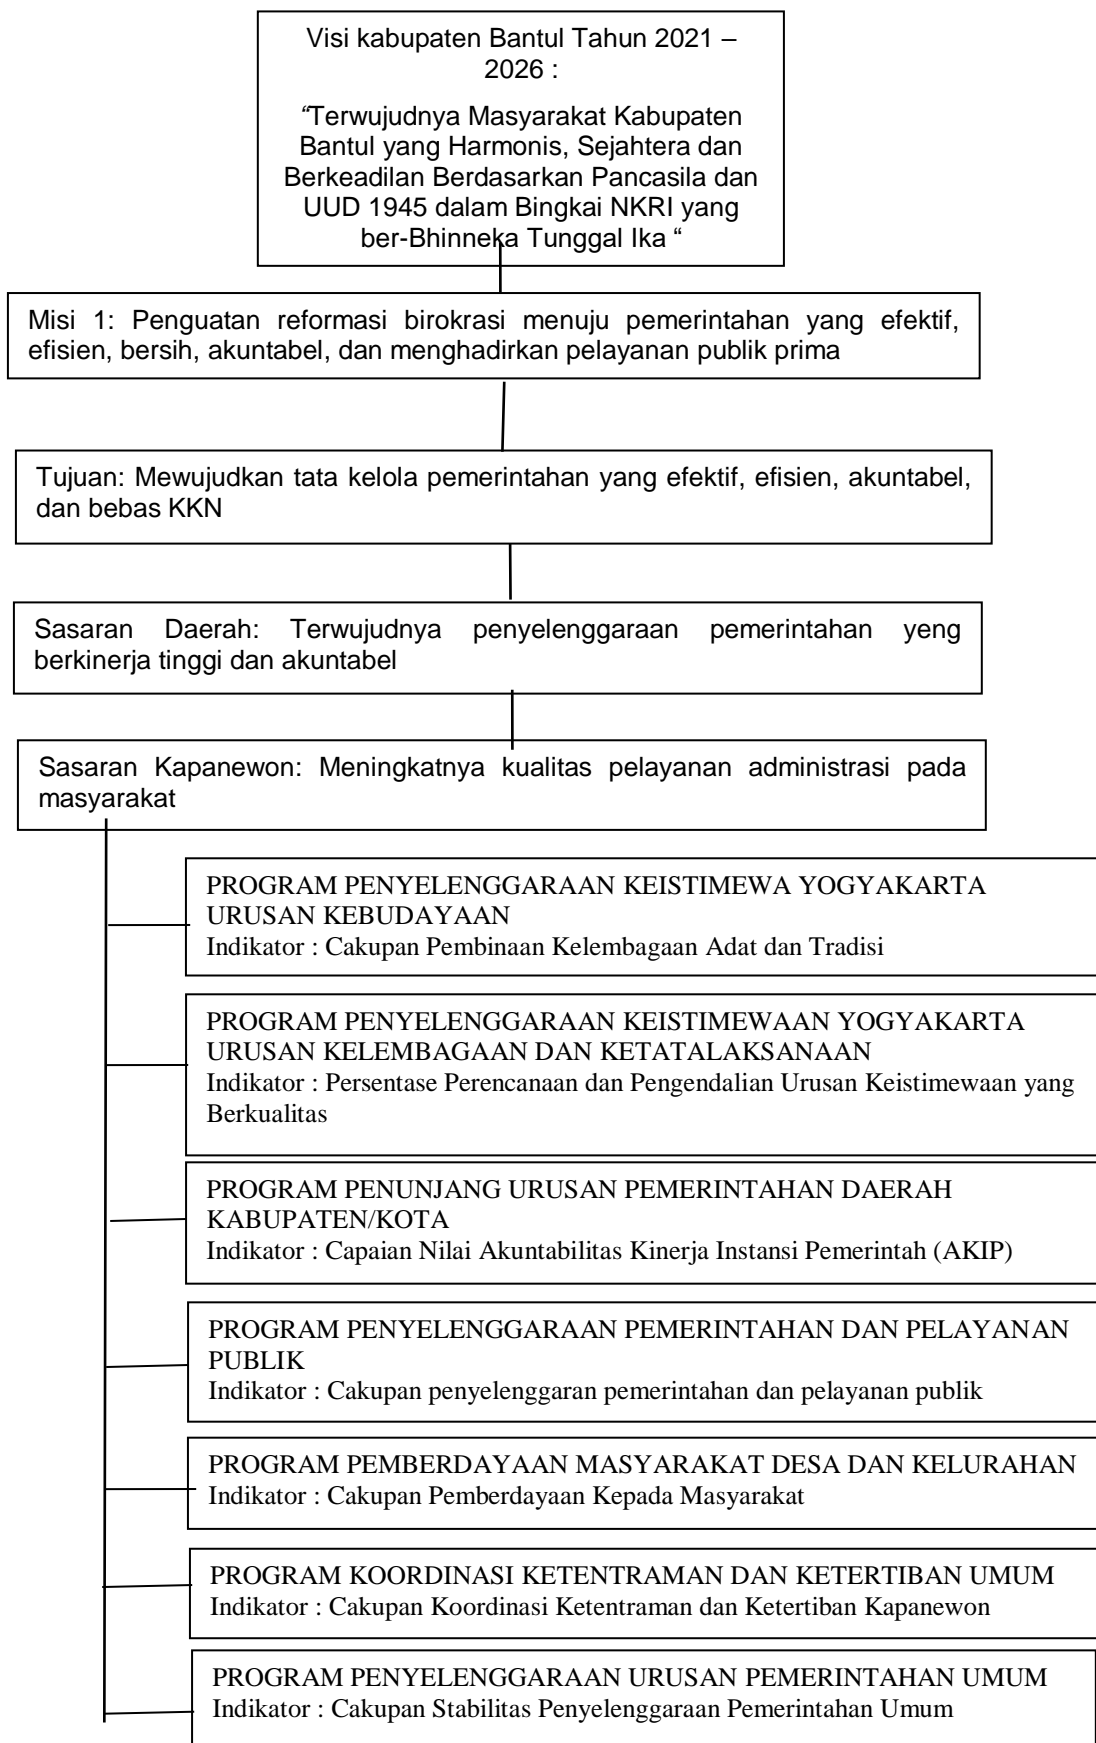 Visi kabupaten Bantul Tahun 2021 –
2026 :
“Terwujudnya Masyarakat Kabupaten
Bantul yang Harmonis, Sejahtera dan
Berkeadilan Berdasarkan Pancasila dan
UUD 1945 dalam Bingkai NKRI yang
ber-Bhinneka Tunggal Ika “
Misi 1: Penguatan reformasi birokrasi menuju pemerintahan yang efektif,
efisien, bersih, akuntabel, dan menghadirkan pelayanan publik prima
Tujuan: Mewujudkan tata kelola pemerintahan yang efektif, efisien, akuntabel,
dan bebas KKN
Sasaran Daerah: Terwujudnya penyelenggaraan pemerintahan yeng
berkinerja tinggi dan akuntabel
Sasaran Kapanewon: Meningkatnya kualitas pelayanan administrasi pada
masyarakat
PROGRAM PENYELENGGARAAN KEISTIMEWA YOGYAKARTA
URUSAN KEBUDAYAAN
Indikator : Cakupan Pembinaan Kelembagaan Adat dan Tradisi
PROGRAM PENYELENGGARAAN KEISTIMEWAAN YOGYAKARTA
URUSAN KELEMBAGAAN DAN KETATALAKSANAAN
Indikator : Persentase Perencanaan dan Pengendalian Urusan Keistimewaan yang
Berkualitas
PROGRAM PENUNJANG URUSAN PEMERINTAHAN DAERAH
KABUPATEN/KOTA
Indikator : Capaian Nilai Akuntabilitas Kinerja Instansi Pemerintah (AKIP)
PROGRAM PENYELENGGARAAN PEMERINTAHAN DAN PELAYANAN
PUBLIK
Indikator : Cakupan penyelenggaran pemerintahan dan pelayanan publik
PROGRAM PEMBERDAYAAN MASYARAKAT DESA DAN KELURAHAN
Indikator : Cakupan Pemberdayaan Kepada Masyarakat
PROGRAM KOORDINASI KETENTRAMAN DAN KETERTIBAN UMUM
Indikator : Cakupan Koordinasi Ketentraman dan Ketertiban Kapanewon
PROGRAM PENYELENGGARAAN URUSAN PEMERINTAHAN UMUM
Indikator : Cakupan Stabilitas Penyelenggaraan Pemerintahan Umum